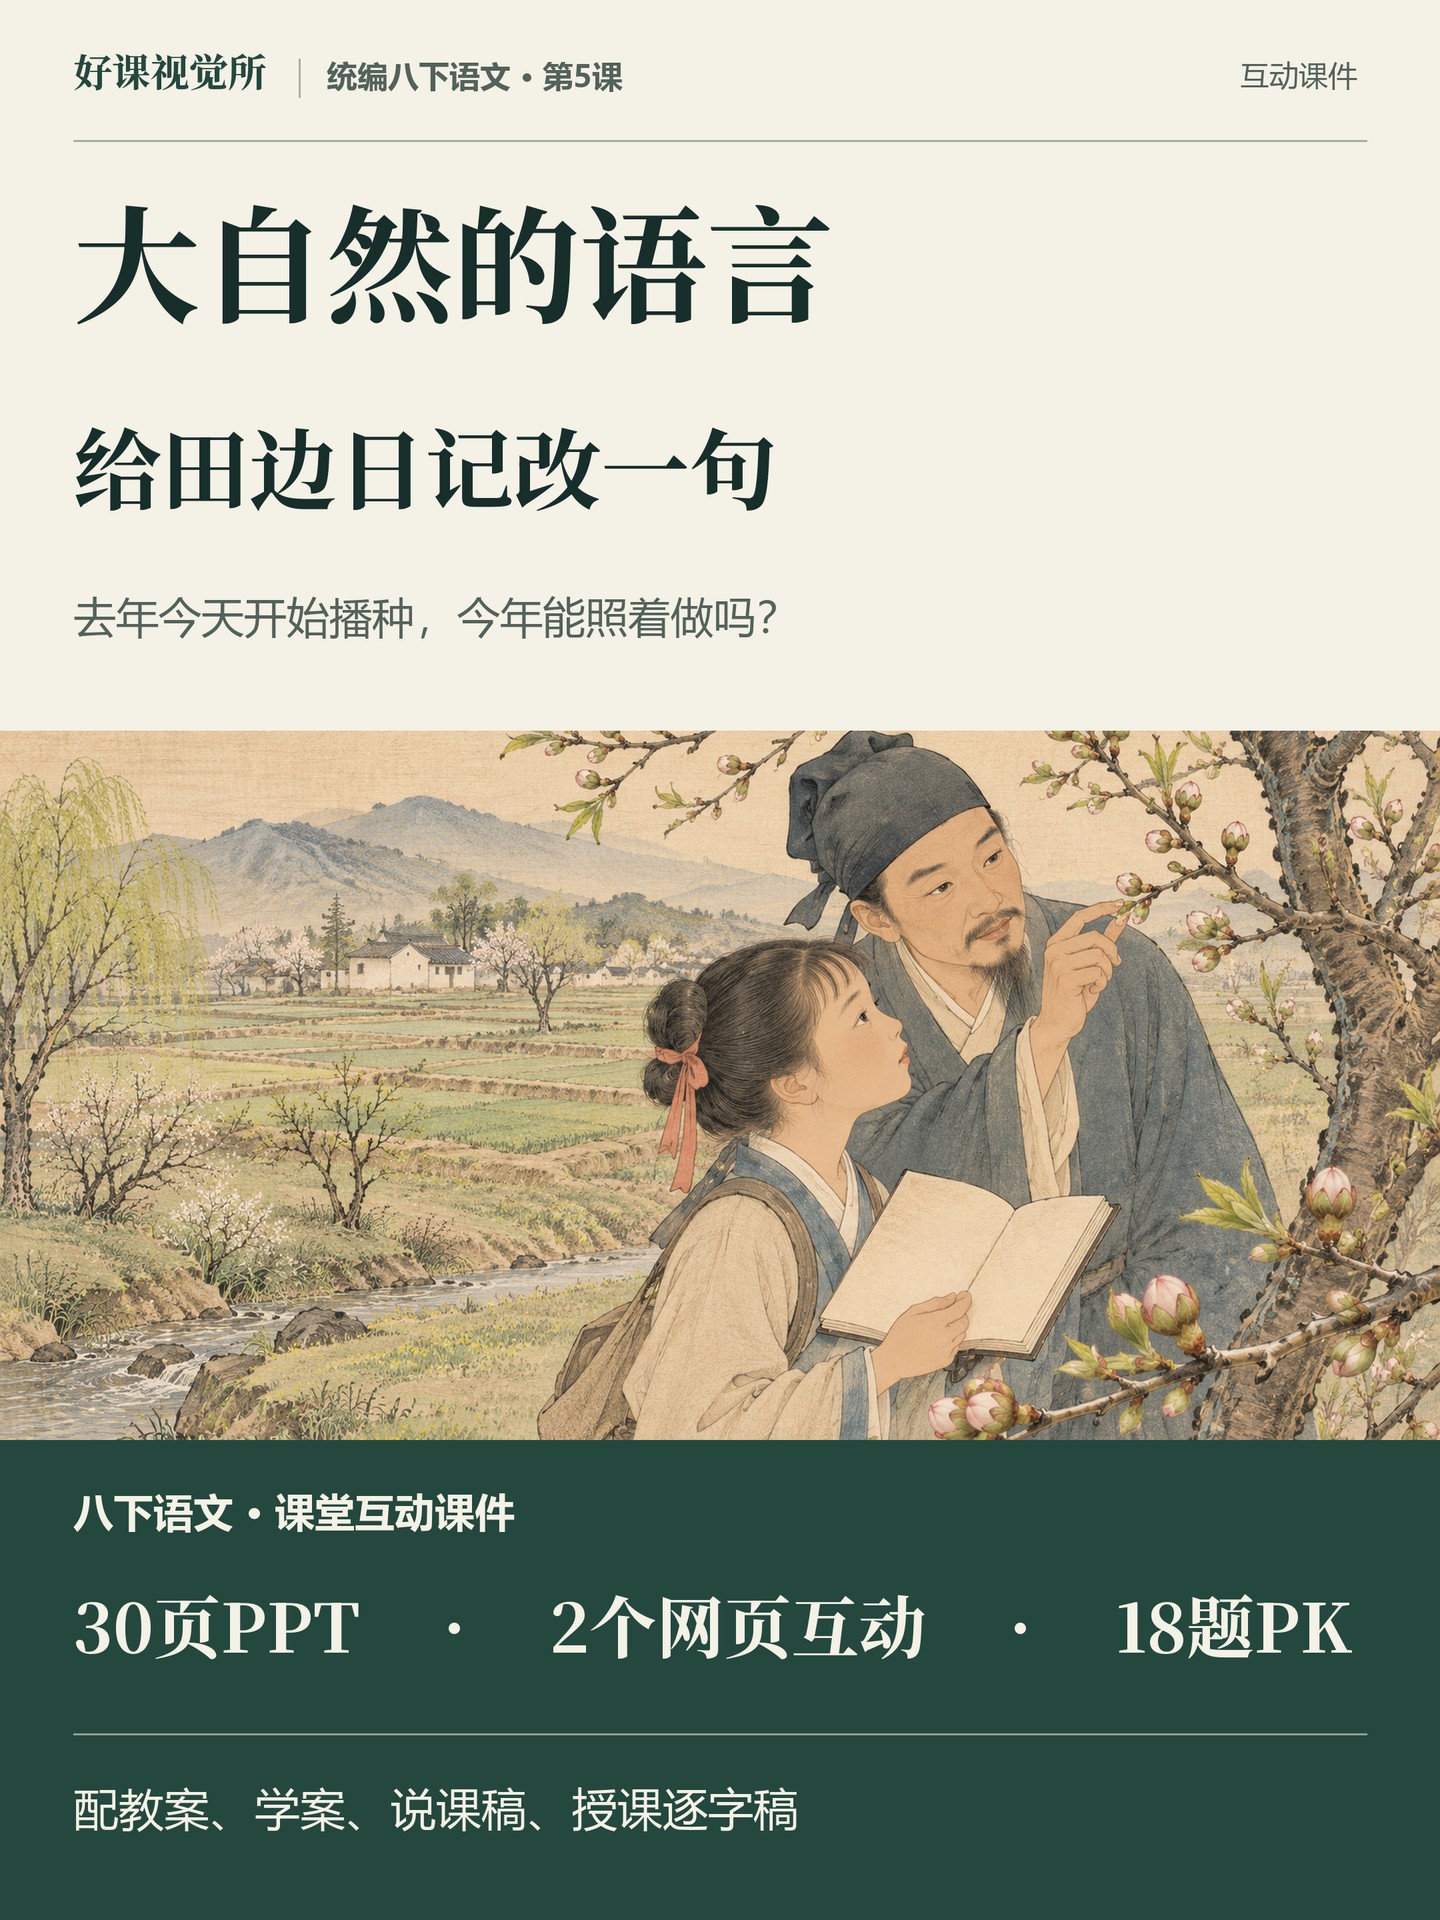 好课视觉所 | 统编八下语文·第5课 互动课件
大自然的语言
给田边日记改一句
去年今天开始播种，今年能照着做吗？
八下语文·课堂互动课件
30页PPT · 2个网页互动 · 18题PK
配教案、学案、说课稿、授课逐字稿